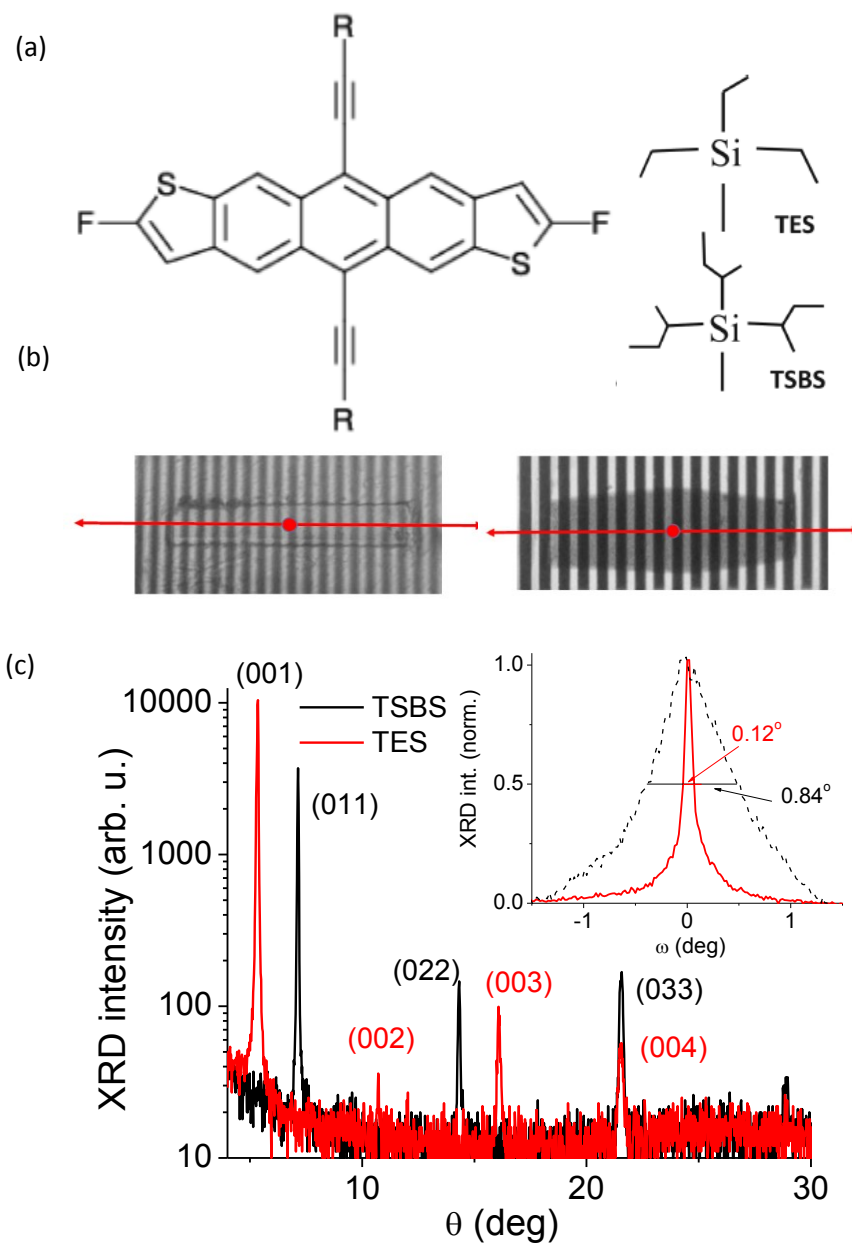 (a)
R
S
F
F
S
R
Si
TES
Si
TSBS
(b)
(c)
XRD intensity (arb. u.)
10000
1000
100
10
(001)
TSBS
TES
(011)
(022)
(003)
(033)
(002)
(004)
10
20
30
θ (deg)
XRD int. (norm.)
1.0
0.5
0.0
0.12°
0.84°
-1
0
1
ω (deg)